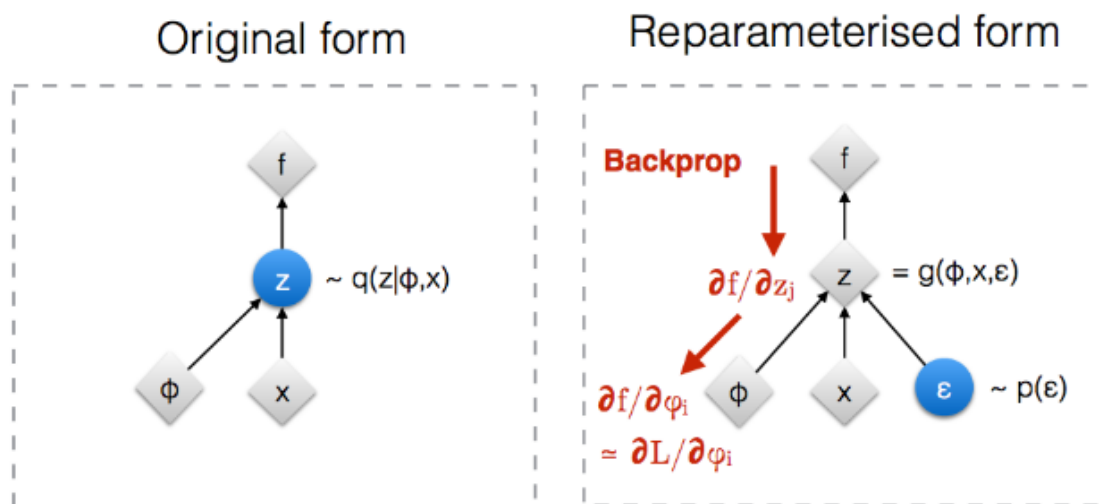 Original form
f
z ~ q(z|ϕ,x)
ϕ x
Reparameterised form
Backprop f
∂f/∂zⱼ z = g(ϕ,x,ε)
∂f/∂φᵢ ϕ x ε ~ p(ε)
≃ ∂L/∂φᵢ